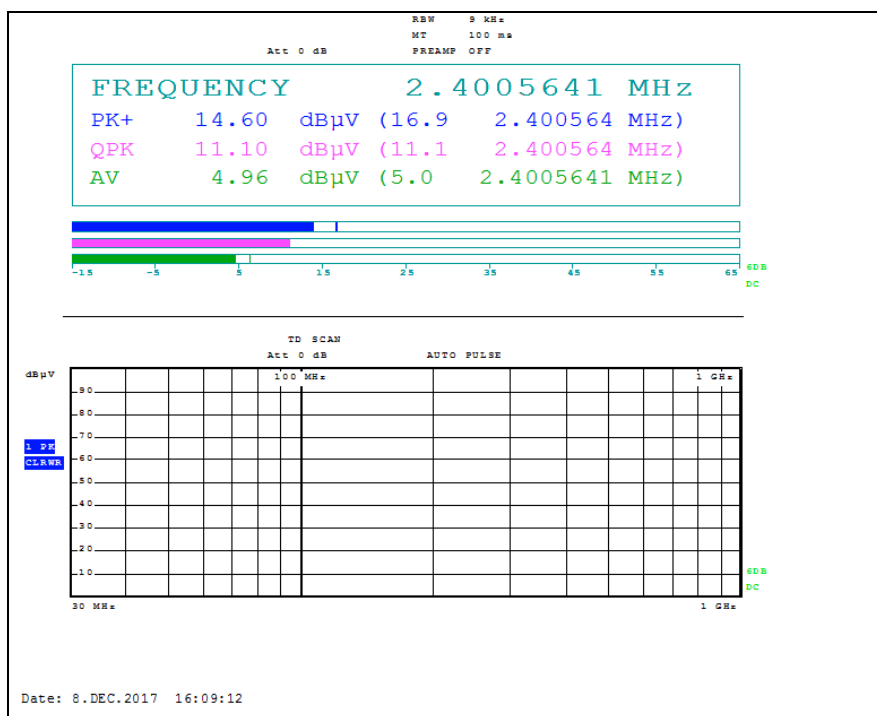 RBW 9 kHz
MT 100 ms
Att 0 dB PREAMP OFF
FREQUENCY 2.4005641 MHz
PK+ 14.60 dBµV (16.9 2.400564 MHz)
QPK 11.10 dBµV (11.1 2.400564 MHz)
AV 4.96 dBµV (5.0 2.4005641 MHz)
-15 -5 5 15 25 35 45 55 65
6DB
DC
TD SCAN
Att 0 dB AUTO PULSE
dBµV
100 MHz 1 GHz
90
80
70
1 PK
CLRWR
60
50
40
30
20
10
6DB
DC
30 MHz 1 GHz
Date: 8.DEC.2017 16:09:12